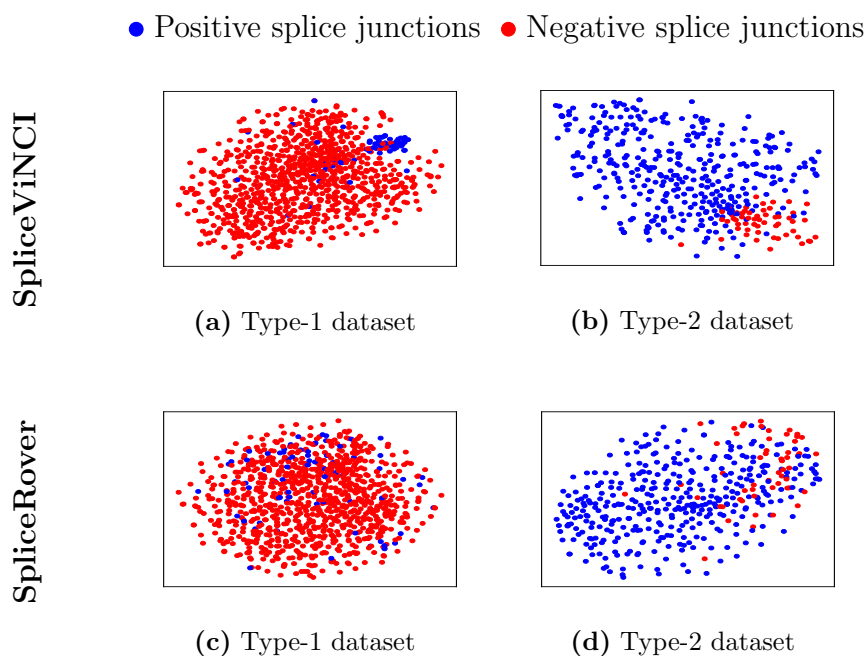 Positive splice junctions Negative splice junctions
SpliceViNCI
(a) Type-1 dataset (b) Type-2 dataset
SpliceRover
(c) Type-1 dataset (d) Type-2 dataset